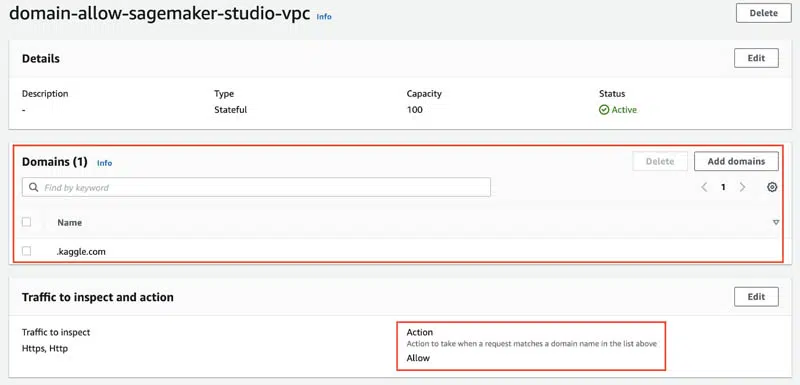 domain-allow-sagemaker-studio-vpc Info
Delete
Details
Edit
Description
Type
Capacity
Status
-
Stateful
100
Active
Domains (1) Info
Delete
Add domains
Find by keyword
1
Name
.kaggle.com
Traffic to inspect and action
Edit
Traffic to inspect
Https, Http
Action
Action to take when a request matches a domain name in the list above
Allow